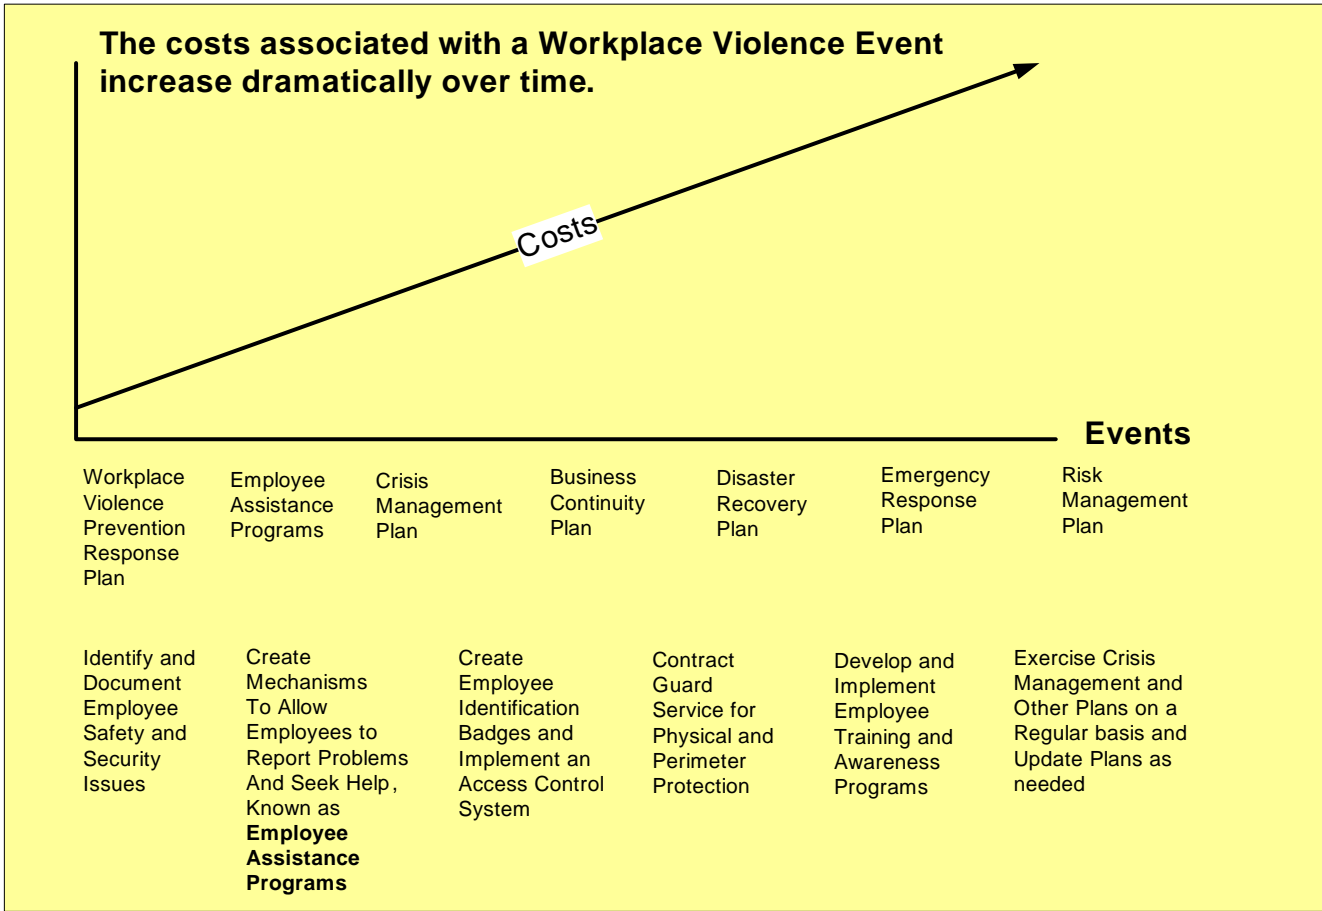 The costs associated with a Workplace Violence Event
increase dramatically over time.
Costs
Events
Workplace
Violence
Prevention
Response
Plan
Employee
Assistance
Programs
Crisis
Management
Plan
Business
Continuity
Plan
Disaster
Recovery
Plan
Emergency
Response
Plan
Risk
Management
Plan
Identify and
Document
Employee
Safety and
Security
Issues
Create
Mechanisms
To Allow
Employees to
Report Problems
And Seek Help,
Known as
Employee
Assistance
Programs
Create
Employee
Identification
Badges and
Implement an
Access Control
System
Contract
Guard
Service for
Physical and
Perimeter
Protection
Develop and
Implement
Employee
Training and
Awareness
Programs
Exercise Crisis
Management and
Other Plans on a
Regular basis and
Update Plans as
needed